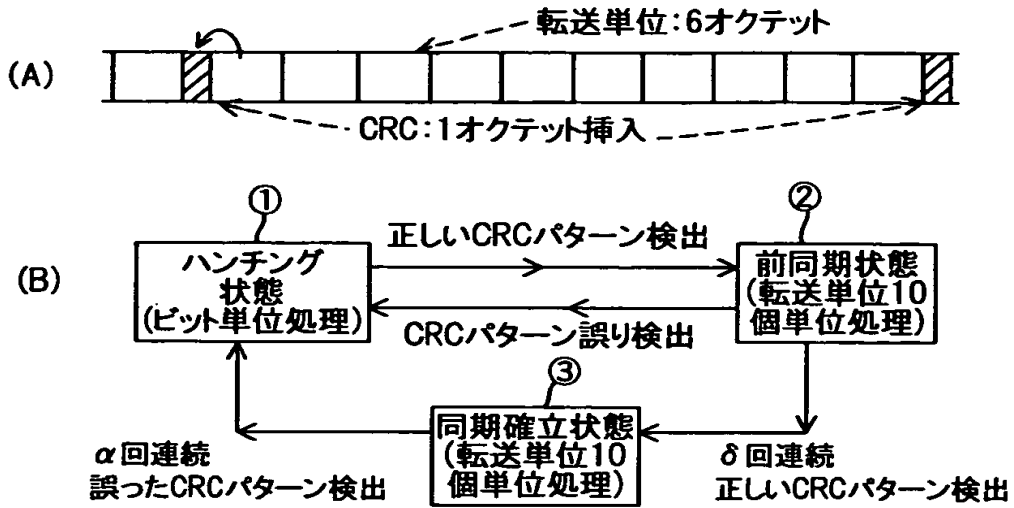 転送単位:6オクテット
(A)
CRC:1オクテット挿入
①
②
正しいCRCパターン検出
(B)
ハンチング
状態
(ビット単位処理)
前同期状態
(転送単位10
個単位処理)
CRCパターン誤り検出
③
同期確立状態
(転送単位10
個単位処理)
α回連続
誤ったCRCパターン検出
δ回連続
正しいCRCパターン検出